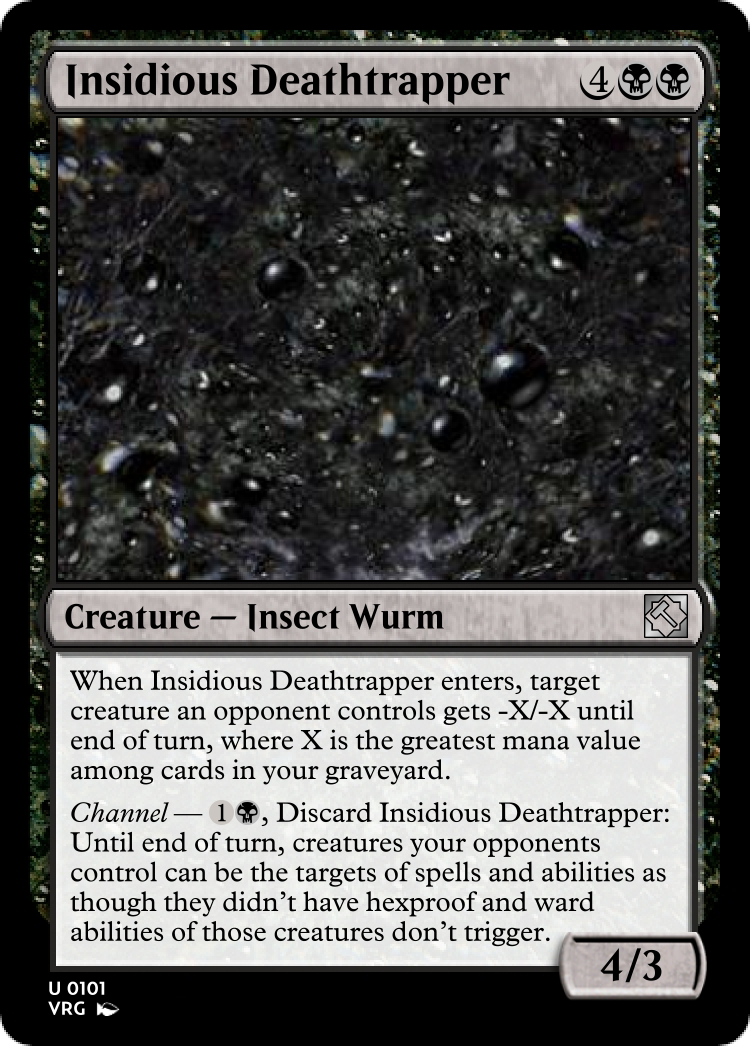 Insidious Deathtrapper 4
Creature — Insect Wurm
When Insidious Deathtrapper enters, target
creature an opponent controls gets -X/-X until
end of turn, where X is the greatest mana value
among cards in your graveyard.
Channel — 1, Discard Insidious Deathtrapper:
Until end of turn, creatures your opponents
control can be the targets of spells and abilities as
though they didn't have hexproof and ward
abilities of those creatures don't trigger.
4/3
U 0101
VRG